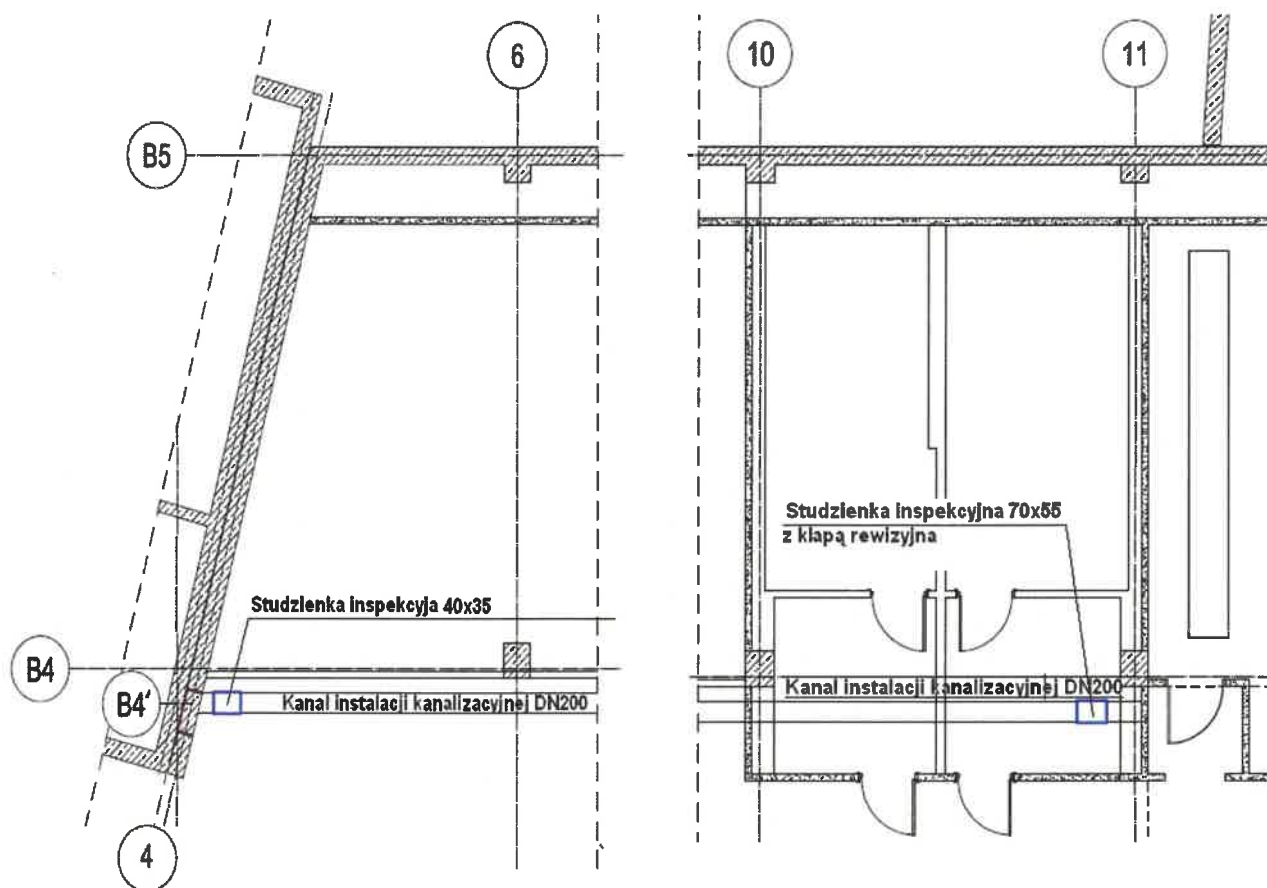 6
10
11
B5
Studzienka inspekcyjna 70x55
z klapą rewizyjna
Studzienka inspekcyja 40x35
B4
B4'
Kanal instalacji kanalizacyjnej DN200
Kanal instalacji kanalizacyjnej DN200
4